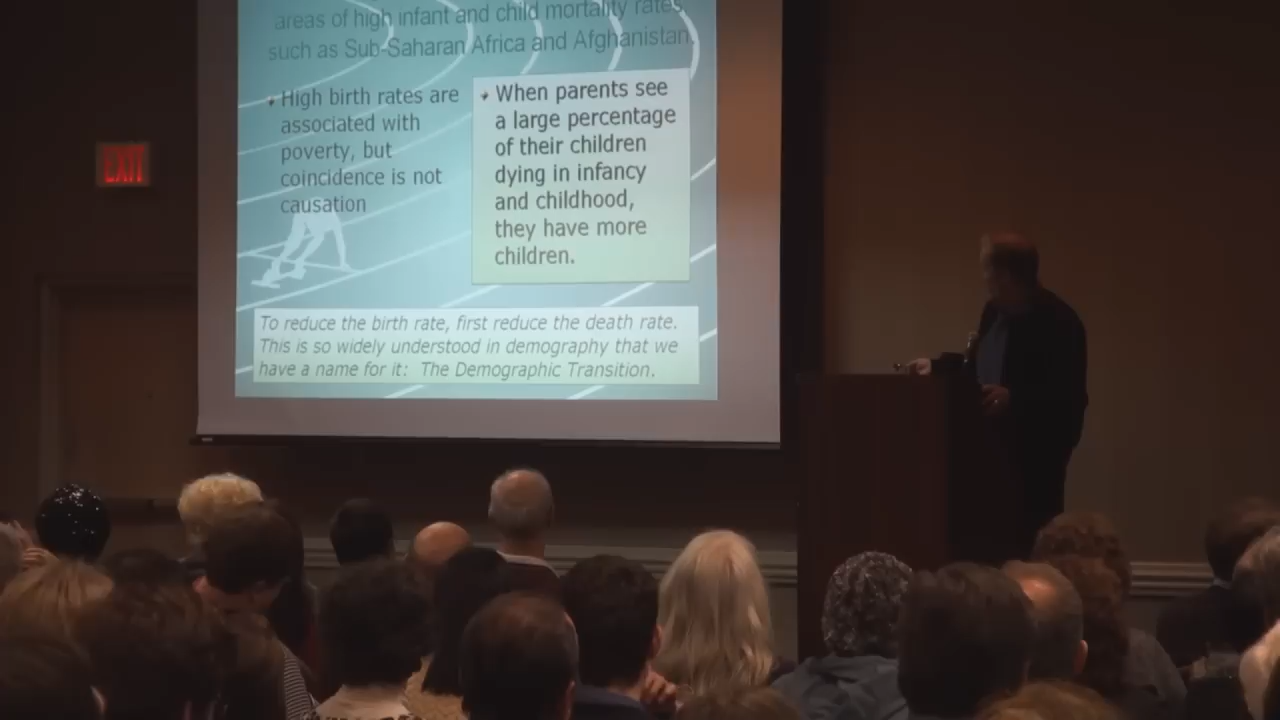 areas of high infant and child mortality rates,
such as Sub-Saharan Africa and Afghanistan.
EXIT
High birth rates are
associated with
poverty, but
coincidence is not
causation
When parents see
a large percentage
of their children
dying in infancy
and childhood,
they have more
children.
To reduce the birth rate, first reduce the death rate.
This is so widely understood in demography that we
have a name for it: The Demographic Transition.